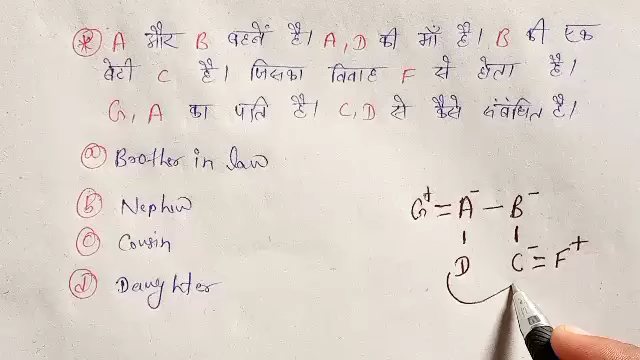 * A और B बहनें है। A, D की माँ है। B की एक
बेटी C है। जिसका विवाह F से होता है।
G, A का पति है। C, D से कैसे संबंधित है।
a Brother in law
b Nephew
c Cousin
d Daughter
G+ = A- - B-
D C- = F+